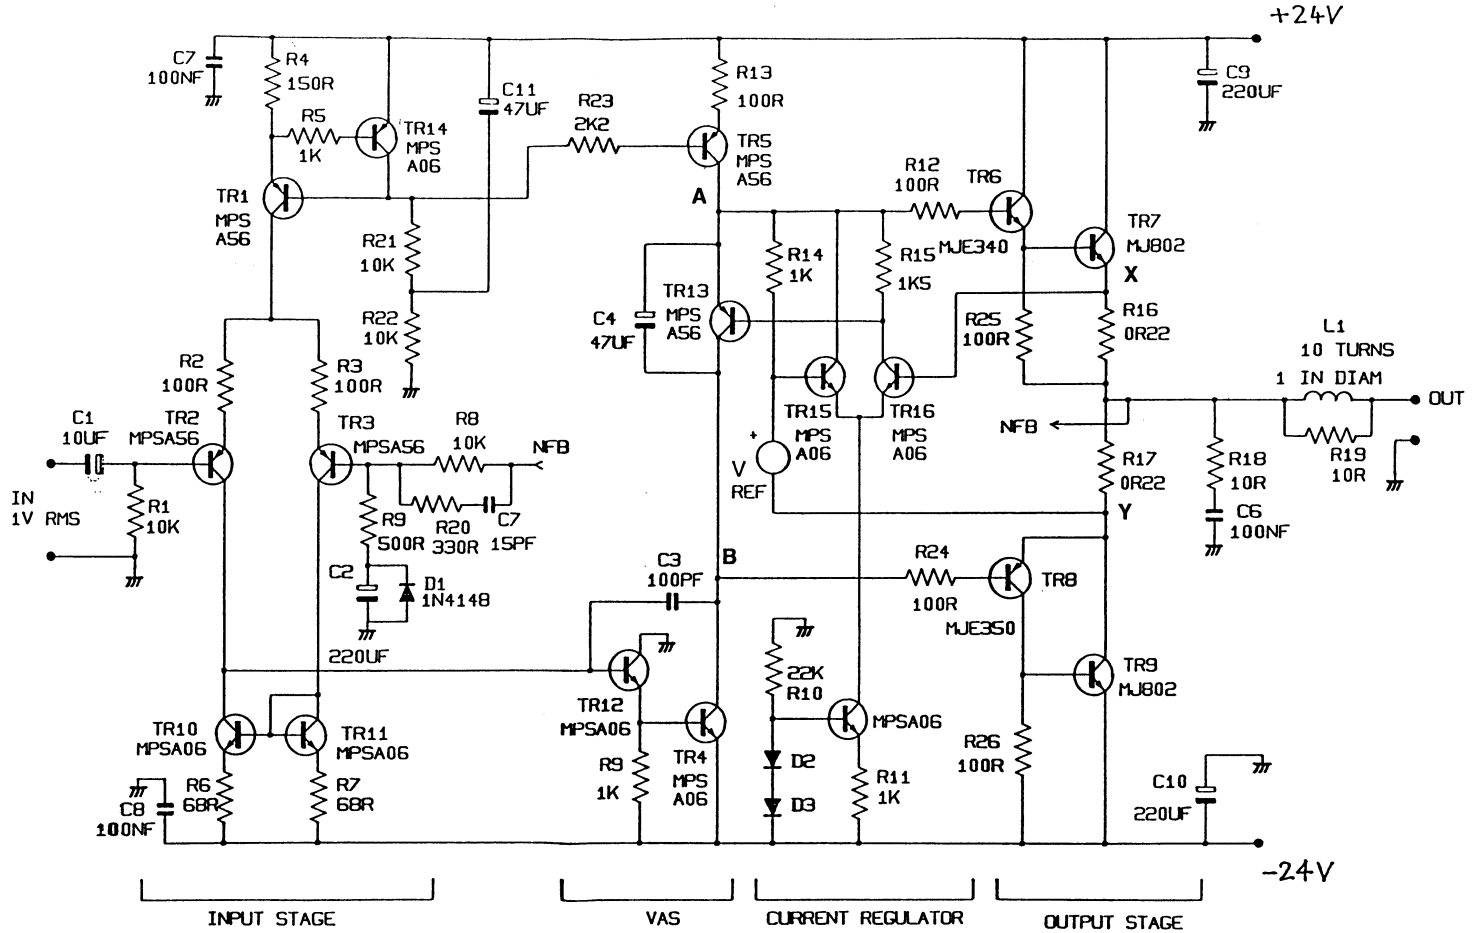 +24V
C7
100NF
R4
150R
R5
1K
TR14
MPS
A06
C11
47UF
R23
2K2
R13
100R
TR5
MPS
A56
C9
220UF
TR1
MPS
A56
R21
10K
R22
10K
A
R12
100R
TR6
MJE340
TR7
MJ802
X
R14
1K
R15
1K5
TR13
MPS
A56
C4
47UF
R25
100R
R16
0R22
L1
10 TURNS
1 IN DIAM
OUT
R2
100R
R3
100R
TR15
MPS
A06
TR16
MPS
A06
NFB
C1
10UF
TR2
MPSA56
TR3
MPSA56
R8
10K
NFB
+
V
REF
R17
0R22
Y
R18
10R
R19
10R
C6
100NF
IN
1V RMS
R1
10K
R9
500R
R20
330R
C7
15PF
C2
220UF
D1
1N4148
C3
100PF
B
R24
100R
TR8
MJE350
TR12
MPSA06
22K
R10
MPSA06
TR9
MJ802
TR10
MPSA06
TR11
MPSA06
R9
1K
TR4
MPS
A06
D2
D3
R11
1K
R26
100R
R6
68R
R7
68R
C8
100NF
C10
220UF
-24V
INPUT STAGE
VAS
CURRENT REGULATOR
OUTPUT STAGE